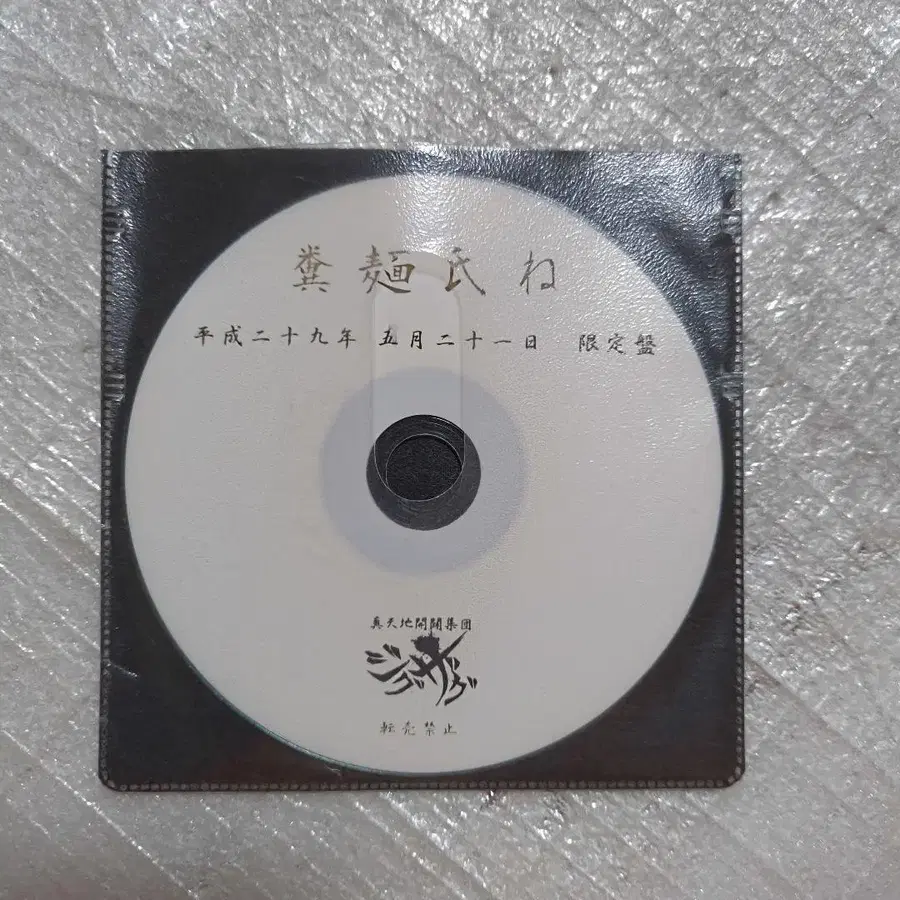 糞麺氏ね
平成二十九年 五月二十一日 限定盤
真天地開闢集団
ジグザグ
転売禁止